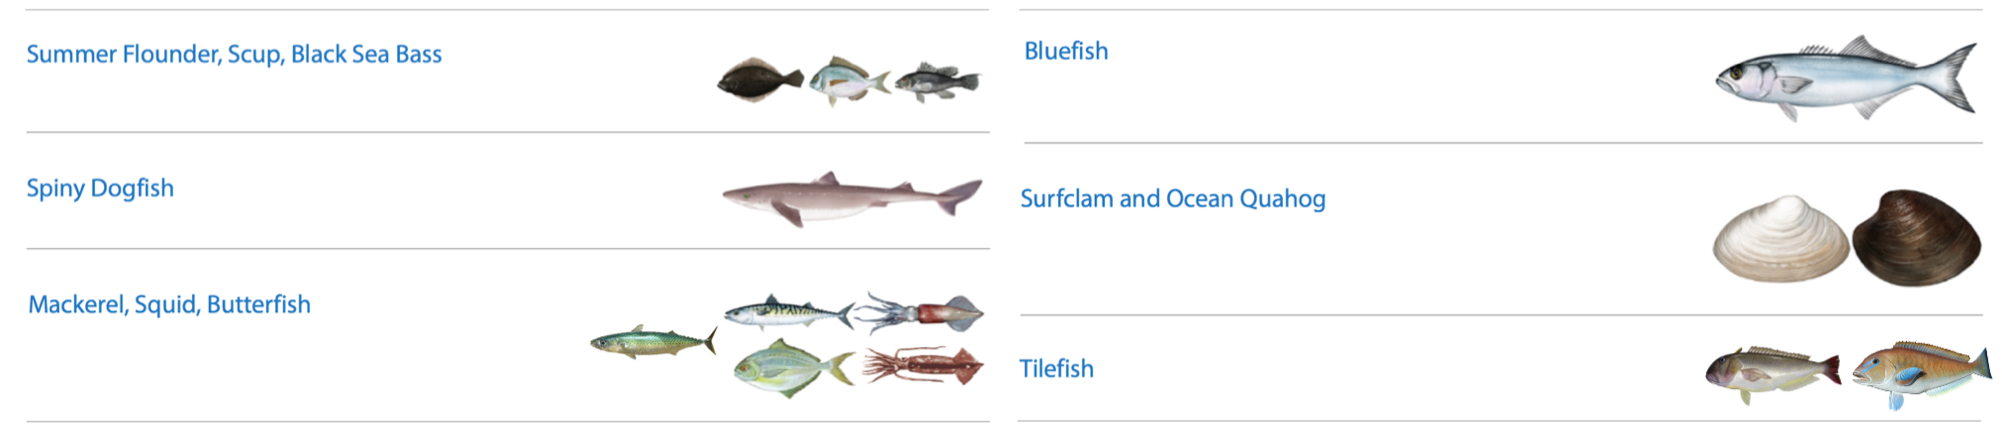 Summer Flounder, Scup, Black Sea Bass
Spiny Dogfish
Mackerel, Squid, Butterfish
Bluefish
Surfclam and Ocean Quahog
Tilefish